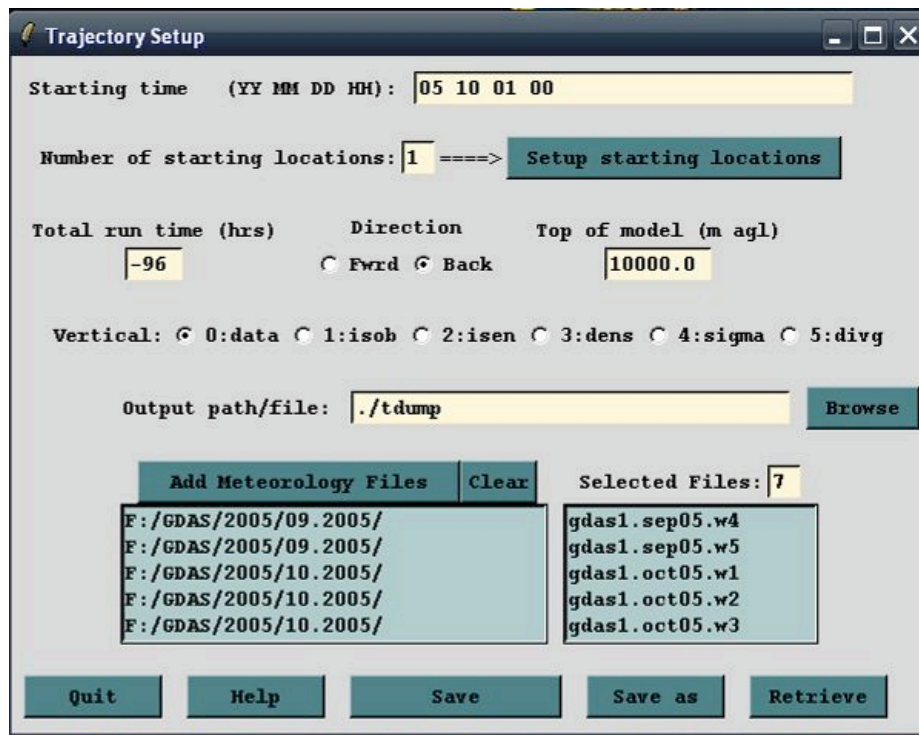 Trajectory Setup
Starting time (YY MM DD HH): 05 10 01 00
Number of starting locations: 1 ====> Setup starting locations
Total run time (hrs) Direction Top of model (m agl)
-96 Fwrd Back 10000.0
Vertical: 0:data 1:isob 2:isen 3:dens 4:sigma 5:divg
Output path/file: ./tdump Browse
Add Meteorology Files Clear Selected Files: 7
F:/GDAS/2005/09.2005/ gdas1.sep05.w4
F:/GDAS/2005/09.2005/ gdas1.sep05.w5
F:/GDAS/2005/10.2005/ gdas1.oct05.w1
F:/GDAS/2005/10.2005/ gdas1.oct05.w2
F:/GDAS/2005/10.2005/ gdas1.oct05.w3
Quit Help Save Save as Retrieve